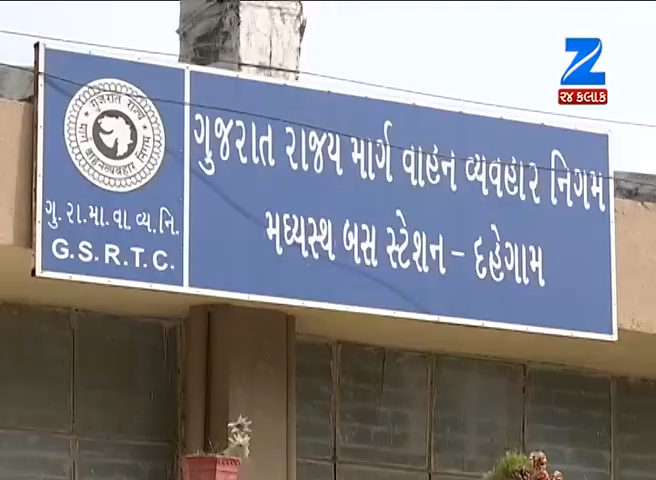 Z
૨૪ કલાક
ગુજરાત રાજ્ય માર્ગ વાહન વ્યવહાર નિગમ
મધ્યસ્થ બસ સ્ટેશન - દહેગામ
ગુ.રા.મા.વા વ્ય.નિ.
G.S.R.T.C.